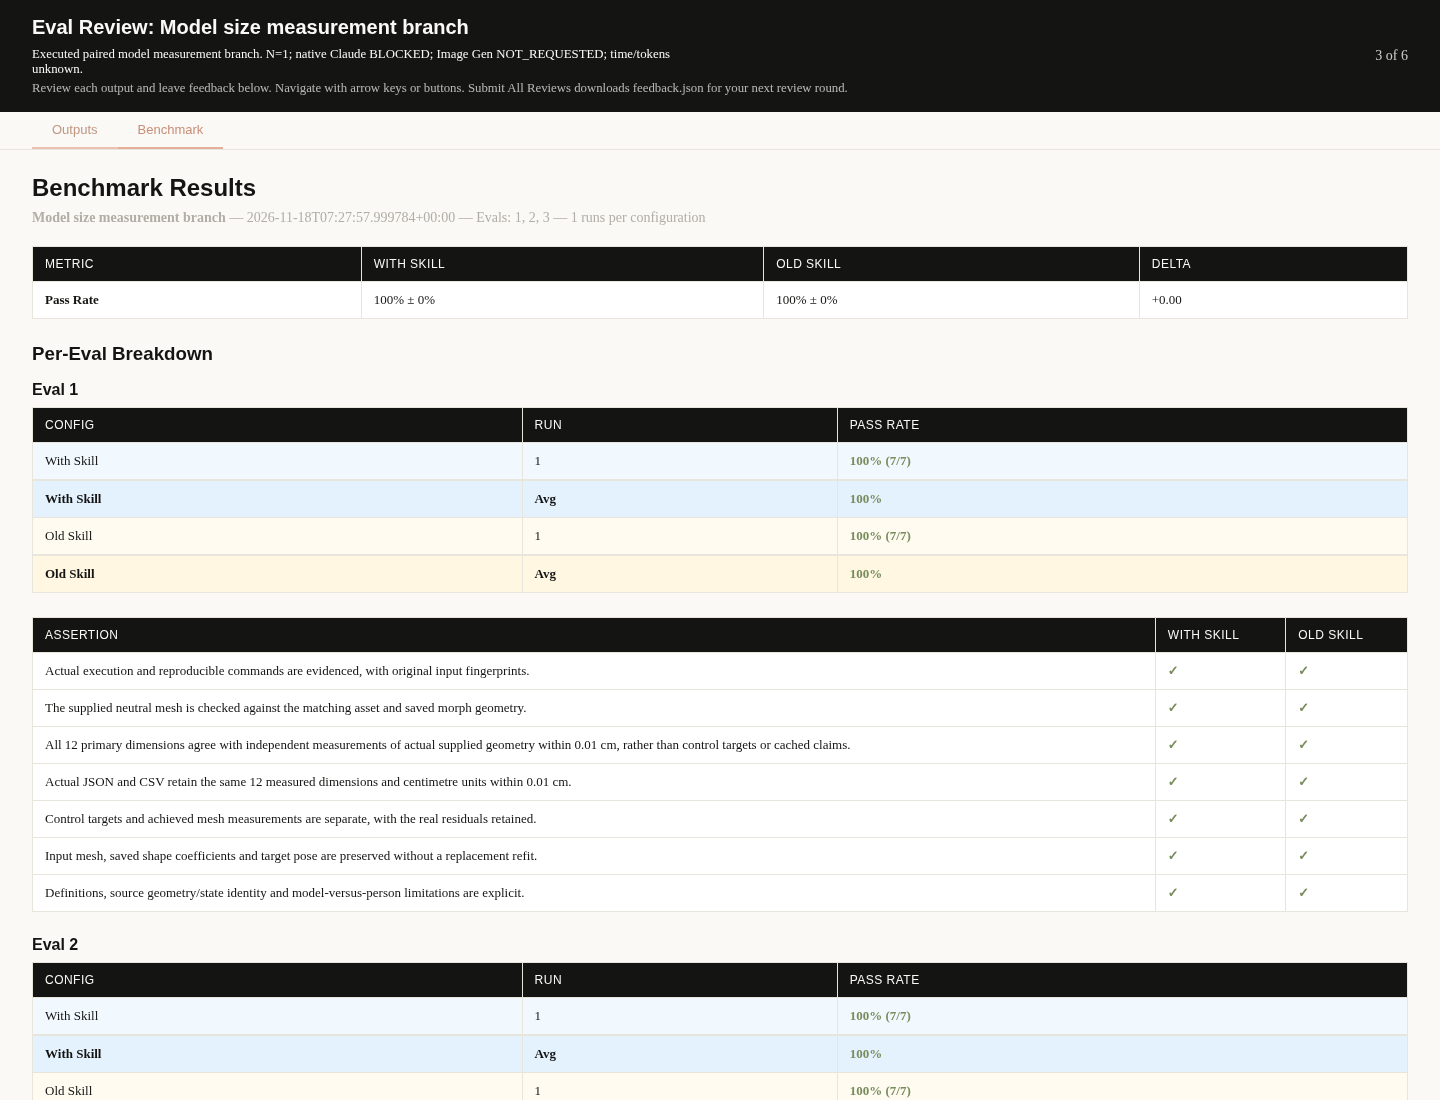 Eval Review: Model size measurement branch
Executed paired model measurement branch. N=1; native Claude BLOCKED; Image Gen NOT_REQUESTED; time/tokens
unknown.
3 of 6
Review each output and leave feedback below. Navigate with arrow keys or buttons. Submit All Reviews downloads feedback.json for your next review round.
Outputs Benchmark
Benchmark Results
Model size measurement branch — 2026-11-18T07:27:57.999784+00:00 — Evals: 1, 2, 3 — 1 runs per configuration
METRIC WITH SKILL OLD SKILL DELTA
Pass Rate 100% ± 0% 100% ± 0% +0.00
Per-Eval Breakdown
Eval 1
CONFIG RUN PASS RATE
With Skill 1 100% (7/7)
With Skill Avg 100%
Old Skill 1 100% (7/7)
Old Skill Avg 100%
ASSERTION WITH SKILL OLD SKILL
Actual execution and reproducible commands are evidenced, with original input fingerprints. ✓ ✓
The supplied neutral mesh is checked against the matching asset and saved morph geometry. ✓ ✓
All 12 primary dimensions agree with independent measurements of actual supplied geometry within 0.01 cm, rather than control targets or cached claims. ✓ ✓
Actual JSON and CSV retain the same 12 measured dimensions and centimetre units within 0.01 cm. ✓ ✓
Control targets and achieved mesh measurements are separate, with the real residuals retained. ✓ ✓
Input mesh, saved shape coefficients and target pose are preserved without a replacement refit. ✓ ✓
Definitions, source geometry/state identity and model-versus-person limitations are explicit. ✓ ✓
Eval 2
CONFIG RUN PASS RATE
With Skill 1 100% (7/7)
With Skill Avg 100%
Old Skill 1 100% (7/7)